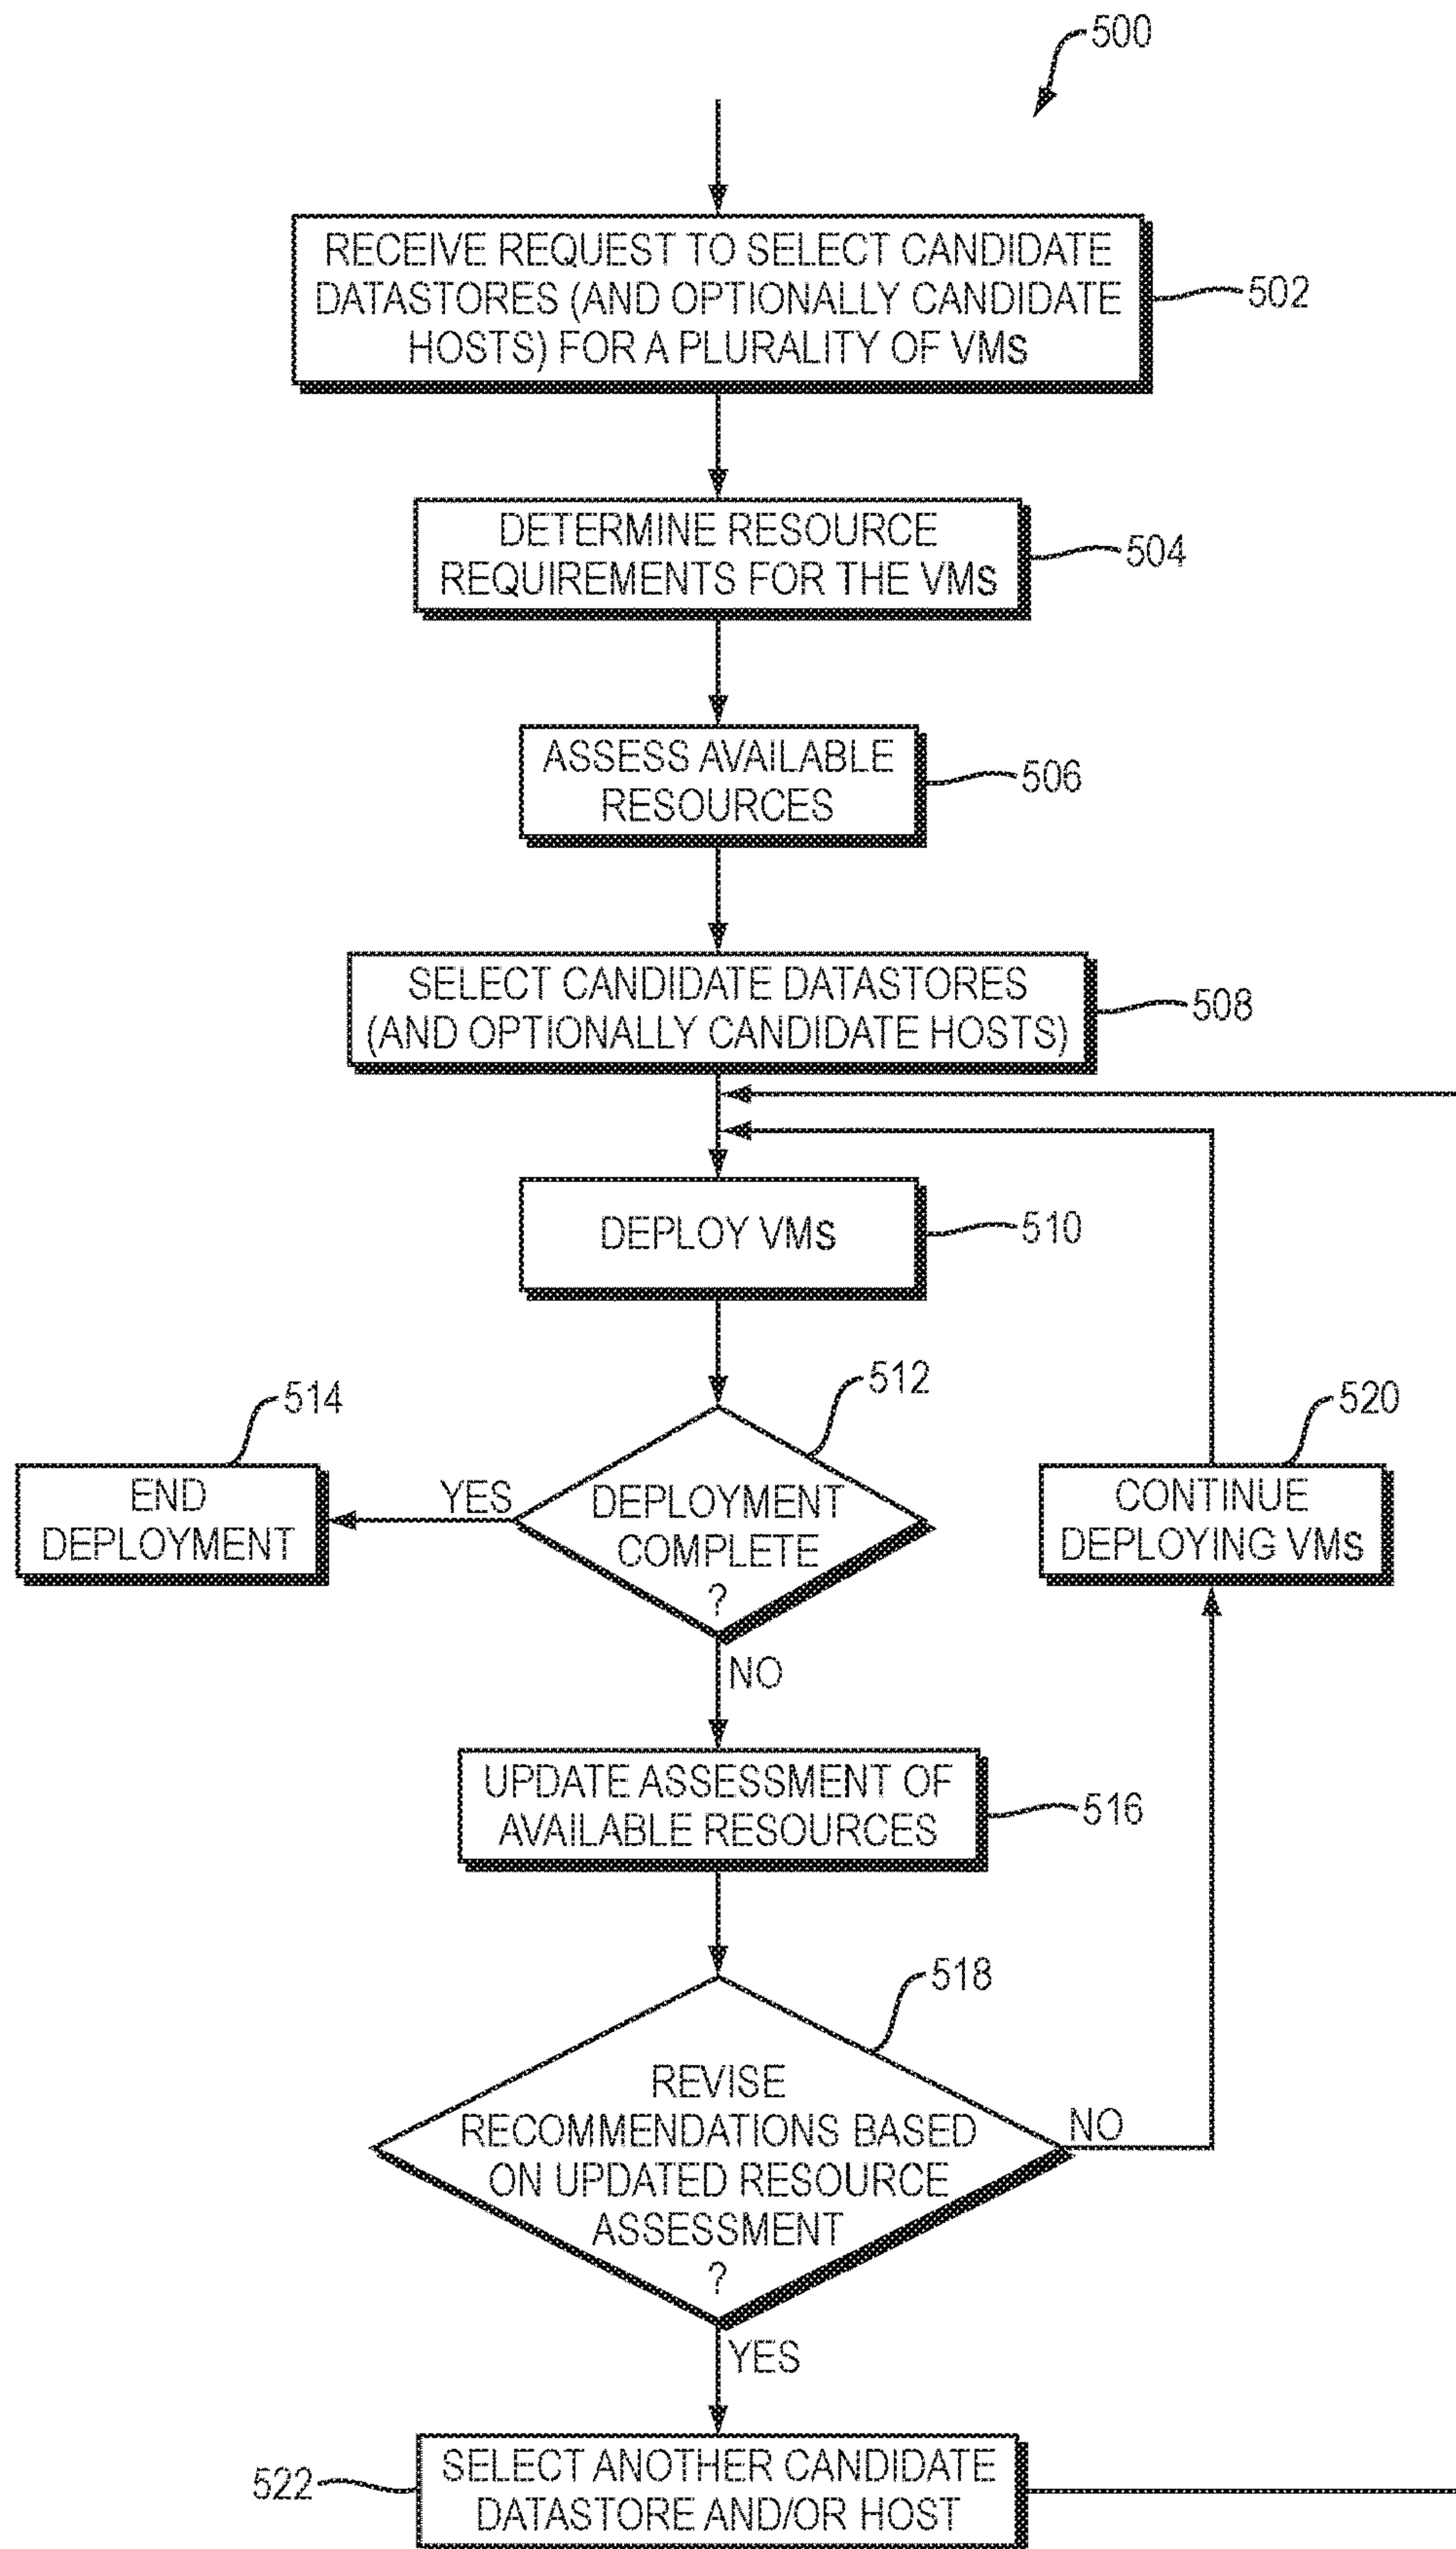 500
RECEIVE REQUEST TO SELECT CANDIDATE
DATASTORES (AND OPTIONALLY CANDIDATE
HOSTS) FOR A PLURALITY OF VMs
502
DETERMINE RESOURCE
REQUIREMENTS FOR THE VMs
504
ASSESS AVAILABLE
RESOURCES
506
SELECT CANDIDATE DATASTORES
(AND OPTIONALLY CANDIDATE HOSTS)
508
DEPLOY VMs
510
512
DEPLOYMENT
COMPLETE
?
YES
514
END
DEPLOYMENT
520
CONTINUE
DEPLOYING VMs
NO
UPDATE ASSESSMENT OF
AVAILABLE RESOURCES
516
518
REVISE
RECOMMENDATIONS BASED
ON UPDATED RESOURCE
ASSESSMENT
?
NO
YES
522
SELECT ANOTHER CANDIDATE
DATASTORE AND/OR HOST